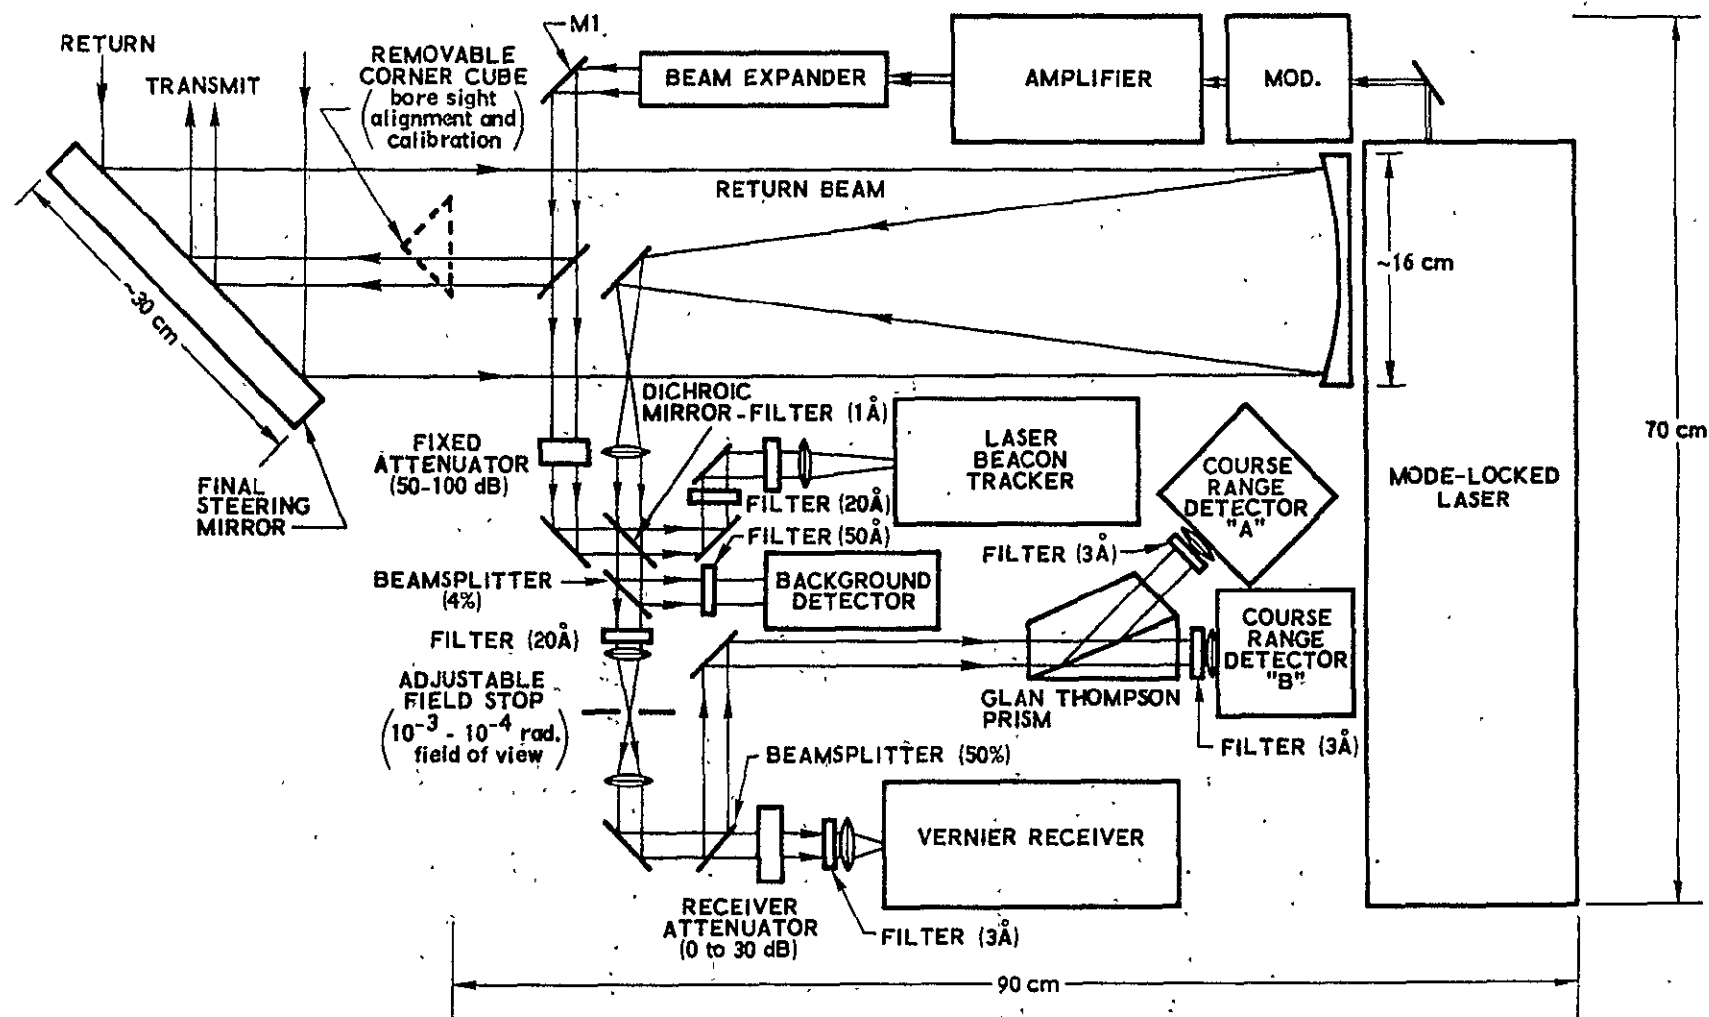 M1
RETURN
TRANSMIT
REMOVABLE
CORNER CUBE
(bore sight
alignment and
calibration)
BEAM EXPANDER
AMPLIFIER
MOD.
RETURN BEAM
~16 cm
~30 cm
70 cm
DICHROIC
MIRROR-FILTER (1Å)
FIXED
ATTENUATOR
(50-100 dB)
FINAL
STEERING
MIRROR
LASER
BEACON
TRACKER
FILTER (20Å)
FILTER (50Å)
COURSE
RANGE
DETECTOR
"A"
MODE-LOCKED
LASER
FILTER (3Å)
BEAMSPLITTER
(4%)
BACKGROUND
DETECTOR
FILTER (20Å)
COURSE
RANGE
DETECTOR
"B"
ADJUSTABLE
FIELD STOP
(10⁻³ - 10⁻⁴ rad.
field of view)
GLAN THOMPSON
PRISM
FILTER (3Å)
BEAMSPLITTER (50%)
VERNIER RECEIVER
RECEIVER
ATTENUATOR
(0 to 30 dB)
FILTER (3Å)
90 cm